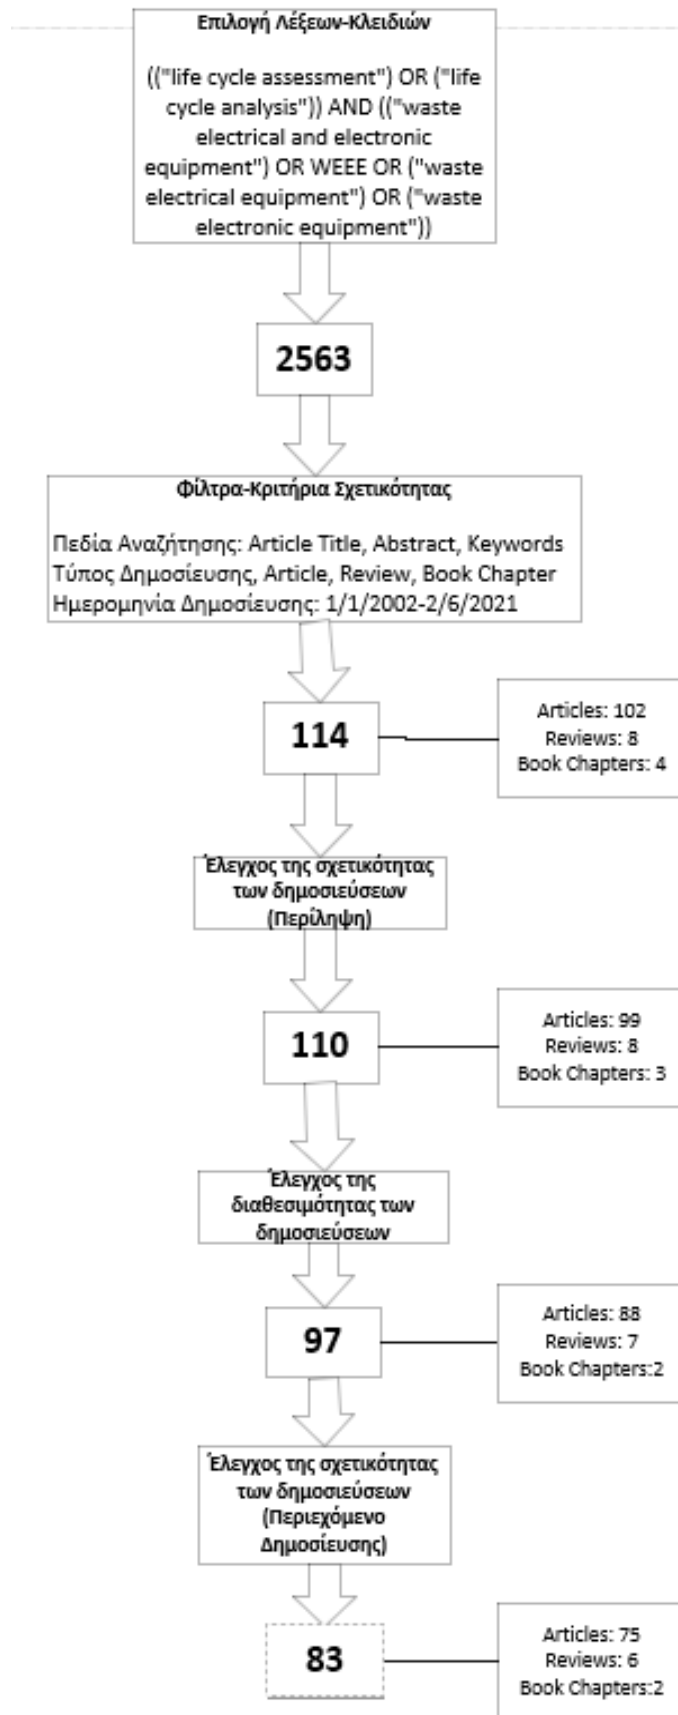 Επιλογή Λέξεων-Κλειδιών
(("life cycle assessment") OR ("life
cycle analysis")) AND (("waste
electrical and electronic
equipment") OR WEEE OR ("waste
electrical equipment") OR ("waste
electronic equipment"))
2563
Φίλτρα-Κριτήρια Σχετικότητας
Πεδία Αναζήτησης: Article Title, Abstract, Keywords
Τύπος Δημοσίευσης, Article, Review, Book Chapter
Ημερομηνία Δημοσίευσης: 1/1/2002-2/6/2021
114
Articles: 102
Reviews: 8
Book Chapters: 4
Έλεγχος της σχετικότητας
των δημοσιεύσεων
(Περίληψη)
110
Articles: 99
Reviews: 8
Book Chapters: 3
Έλεγχος της
διαθεσιμότητας των
δημοσιεύσεων
97
Articles: 88
Reviews: 7
Book Chapters:2
Έλεγχος της σχετικότητας
των δημοσιεύσεων
(Περιεχόμενο
Δημοσίευσης)
83
Articles: 75
Reviews: 6
Book Chapters:2